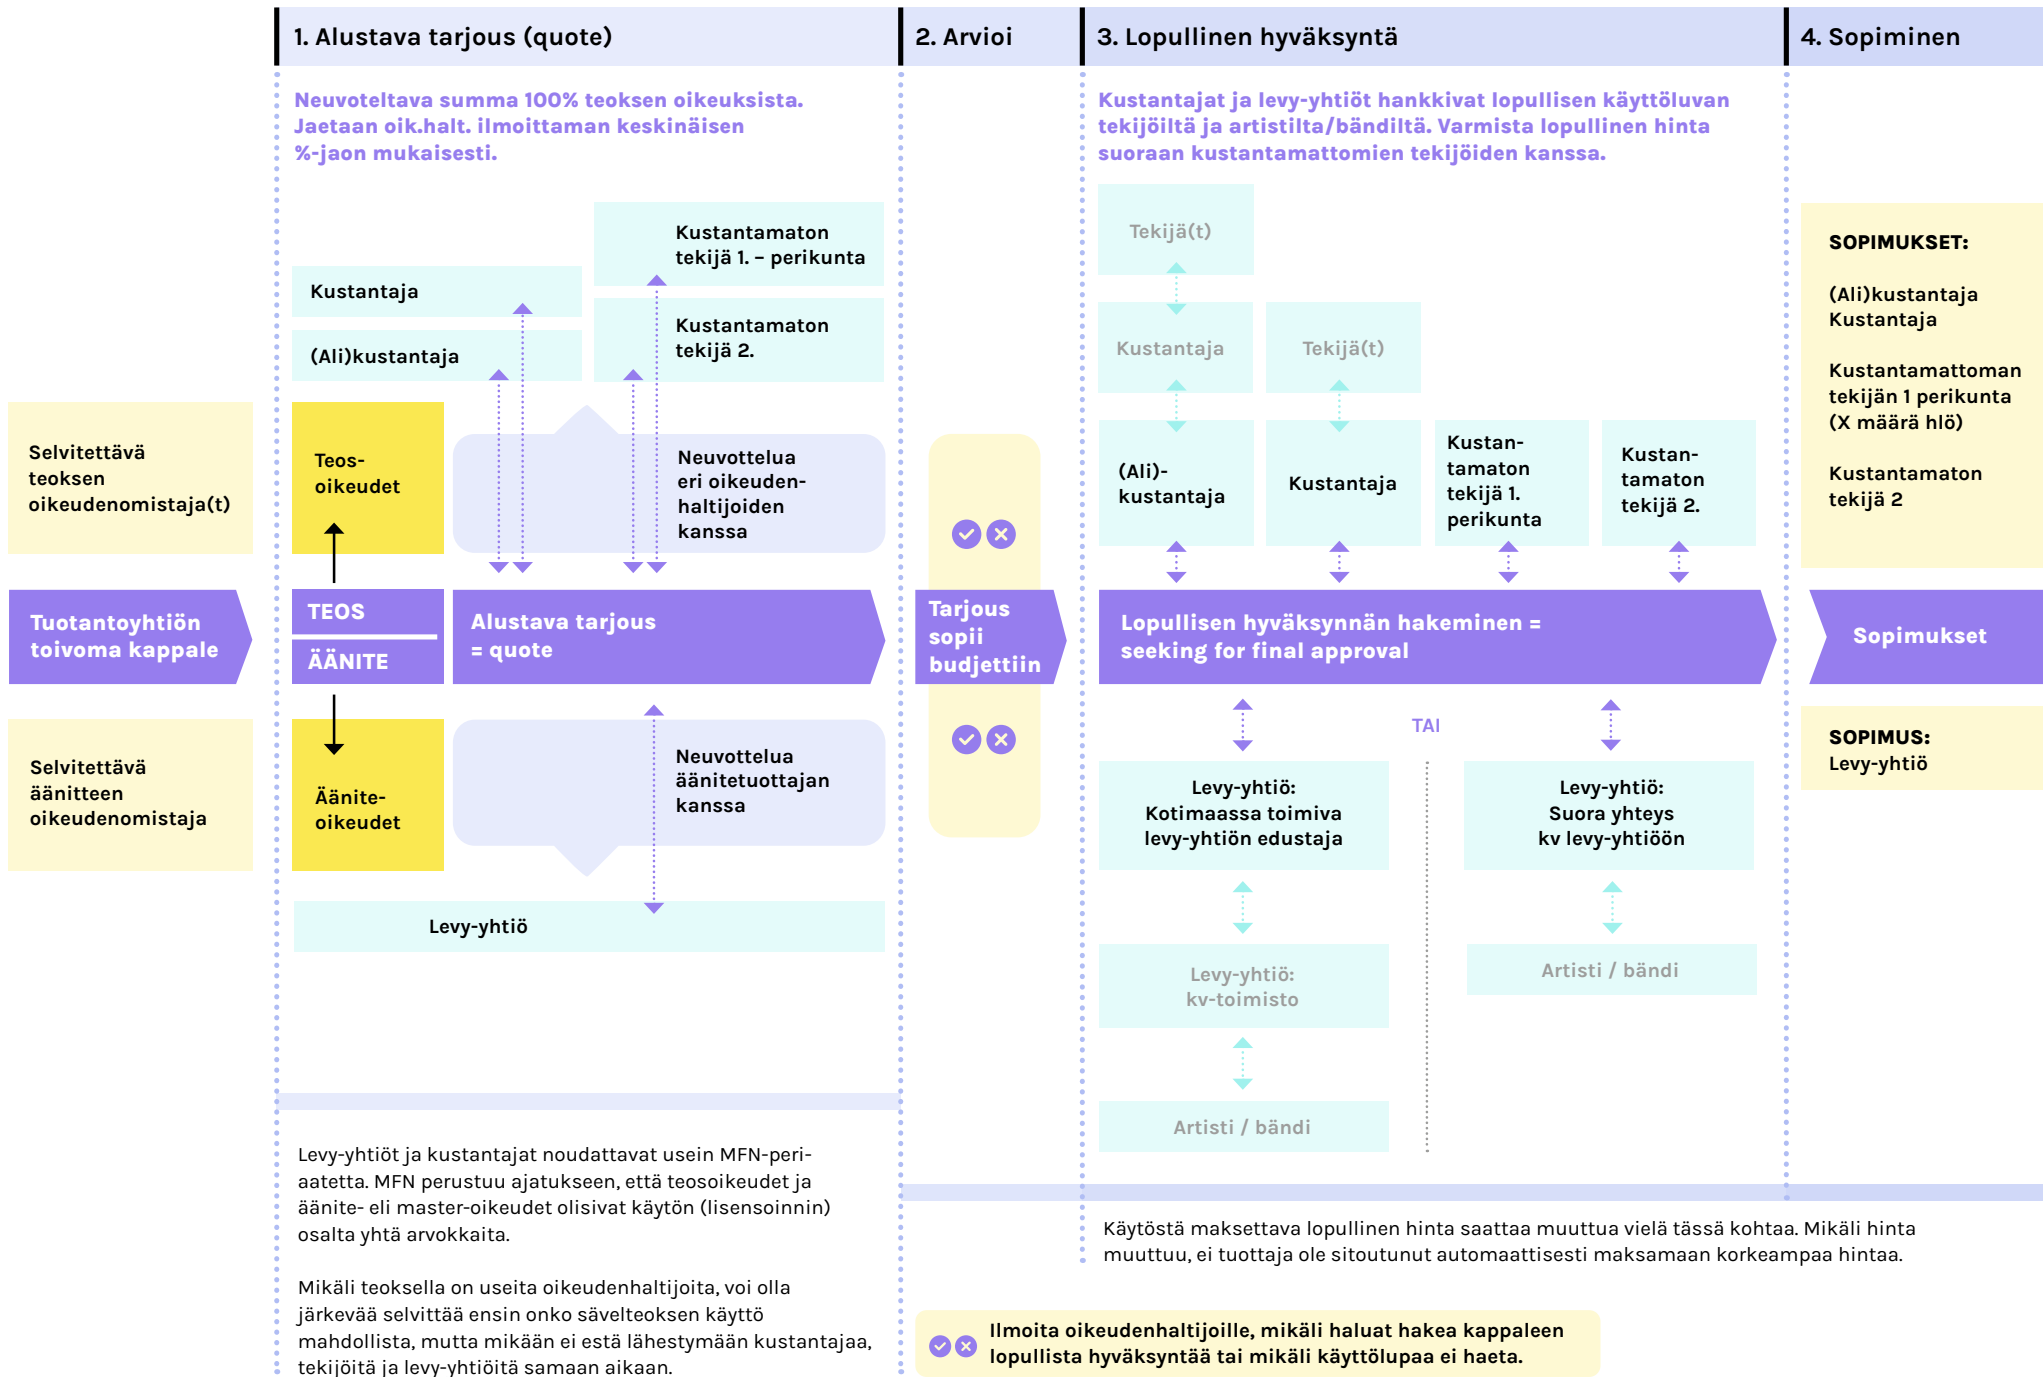 1. Alustava tarjous (quote)
2. Arvioi
3. Lopullinen hyväksyntä
4. Sopiminen
Neuvoteltava summa 100% teoksen oikeuksista.
Jaetaan oik.halt. ilmoittaman keskinäisen
%-jaon mukaisesti.
Kustantajat ja levy-yhtiöt hankkivat lopullisen käyttöluvan
tekijöiltä ja artistilta/bändiltä. Varmista lopullinen hinta
suoraan kustantamattomien tekijöiden kanssa.
Selvitettävä
teoksen
oikeudenomistaja(t)
Tuotantoyhtiön
toivoma kappale
Selvitettävä
äänitteen
oikeudenomistaja
Kustantaja
(Ali)kustantaja
Kustantamaton
tekijä 1. – perikunta
Kustantamaton
tekijä 2.
Teos-
oikeudet
Neuvottelua
eri oikeuden-
haltijoiden
kanssa
TEOS
ÄÄNITE
Alustava tarjous
= quote
Äänite-
oikeudet
Neuvottelua
äänitetuottajan
kanssa
Levy-yhtiö
Tarjous
sopii
budjettiin
Tekijä(t)
Kustantaja
Tekijä(t)
(Ali)-
kustantaja
Kustantaja
Kustan-
tamaton
tekijä 1.
perikunta
Kustan-
tamaton
tekijä 2.
Lopullisen hyväksynnän hakeminen =
seeking for final approval
TAI
Levy-yhtiö:
Kotimaassa toimiva
levy-yhtiön edustaja
Levy-yhtiö:
Suora yhteys
kv levy-yhtiöön
Levy-yhtiö:
kv-toimisto
Artisti / bändi
Artisti / bändi
SOPIMUKSET:
(Ali)kustantaja
Kustantaja
Kustantamattoman
tekijän 1 perikunta
(X määrä hlö)
Kustantamaton
tekijä 2
Sopimukset
SOPIMUS:
Levy-yhtiö
Levy-yhtiöt ja kustantajat noudattavat usein MFN-peri-
aatetta. MFN perustuu ajatukseen, että teosoikeudet ja
äänite- eli master-oikeudet olisivat käytön (lisensoinnin)
osalta yhtä arvokkaita.
Mikäli teoksella on useita oikeudenhaltijoita, voi olla
järkevää selvittää ensin onko sävelteoksen käyttö
mahdollista, mutta mikään ei estä lähestymään kustantajaa,
tekijöitä ja levy-yhtiöitä samaan aikaan.
Käytöstä maksettava lopullinen hinta saattaa muuttua vielä tässä kohtaa. Mikäli hinta
muuttuu, ei tuottaja ole sitoutunut automaattisesti maksamaan korkeampaa hintaa.
Ilmoita oikeudenhaltijoille, mikäli haluat hakea kappaleen
lopullista hyväksyntää tai mikäli käyttölupaa ei haeta.